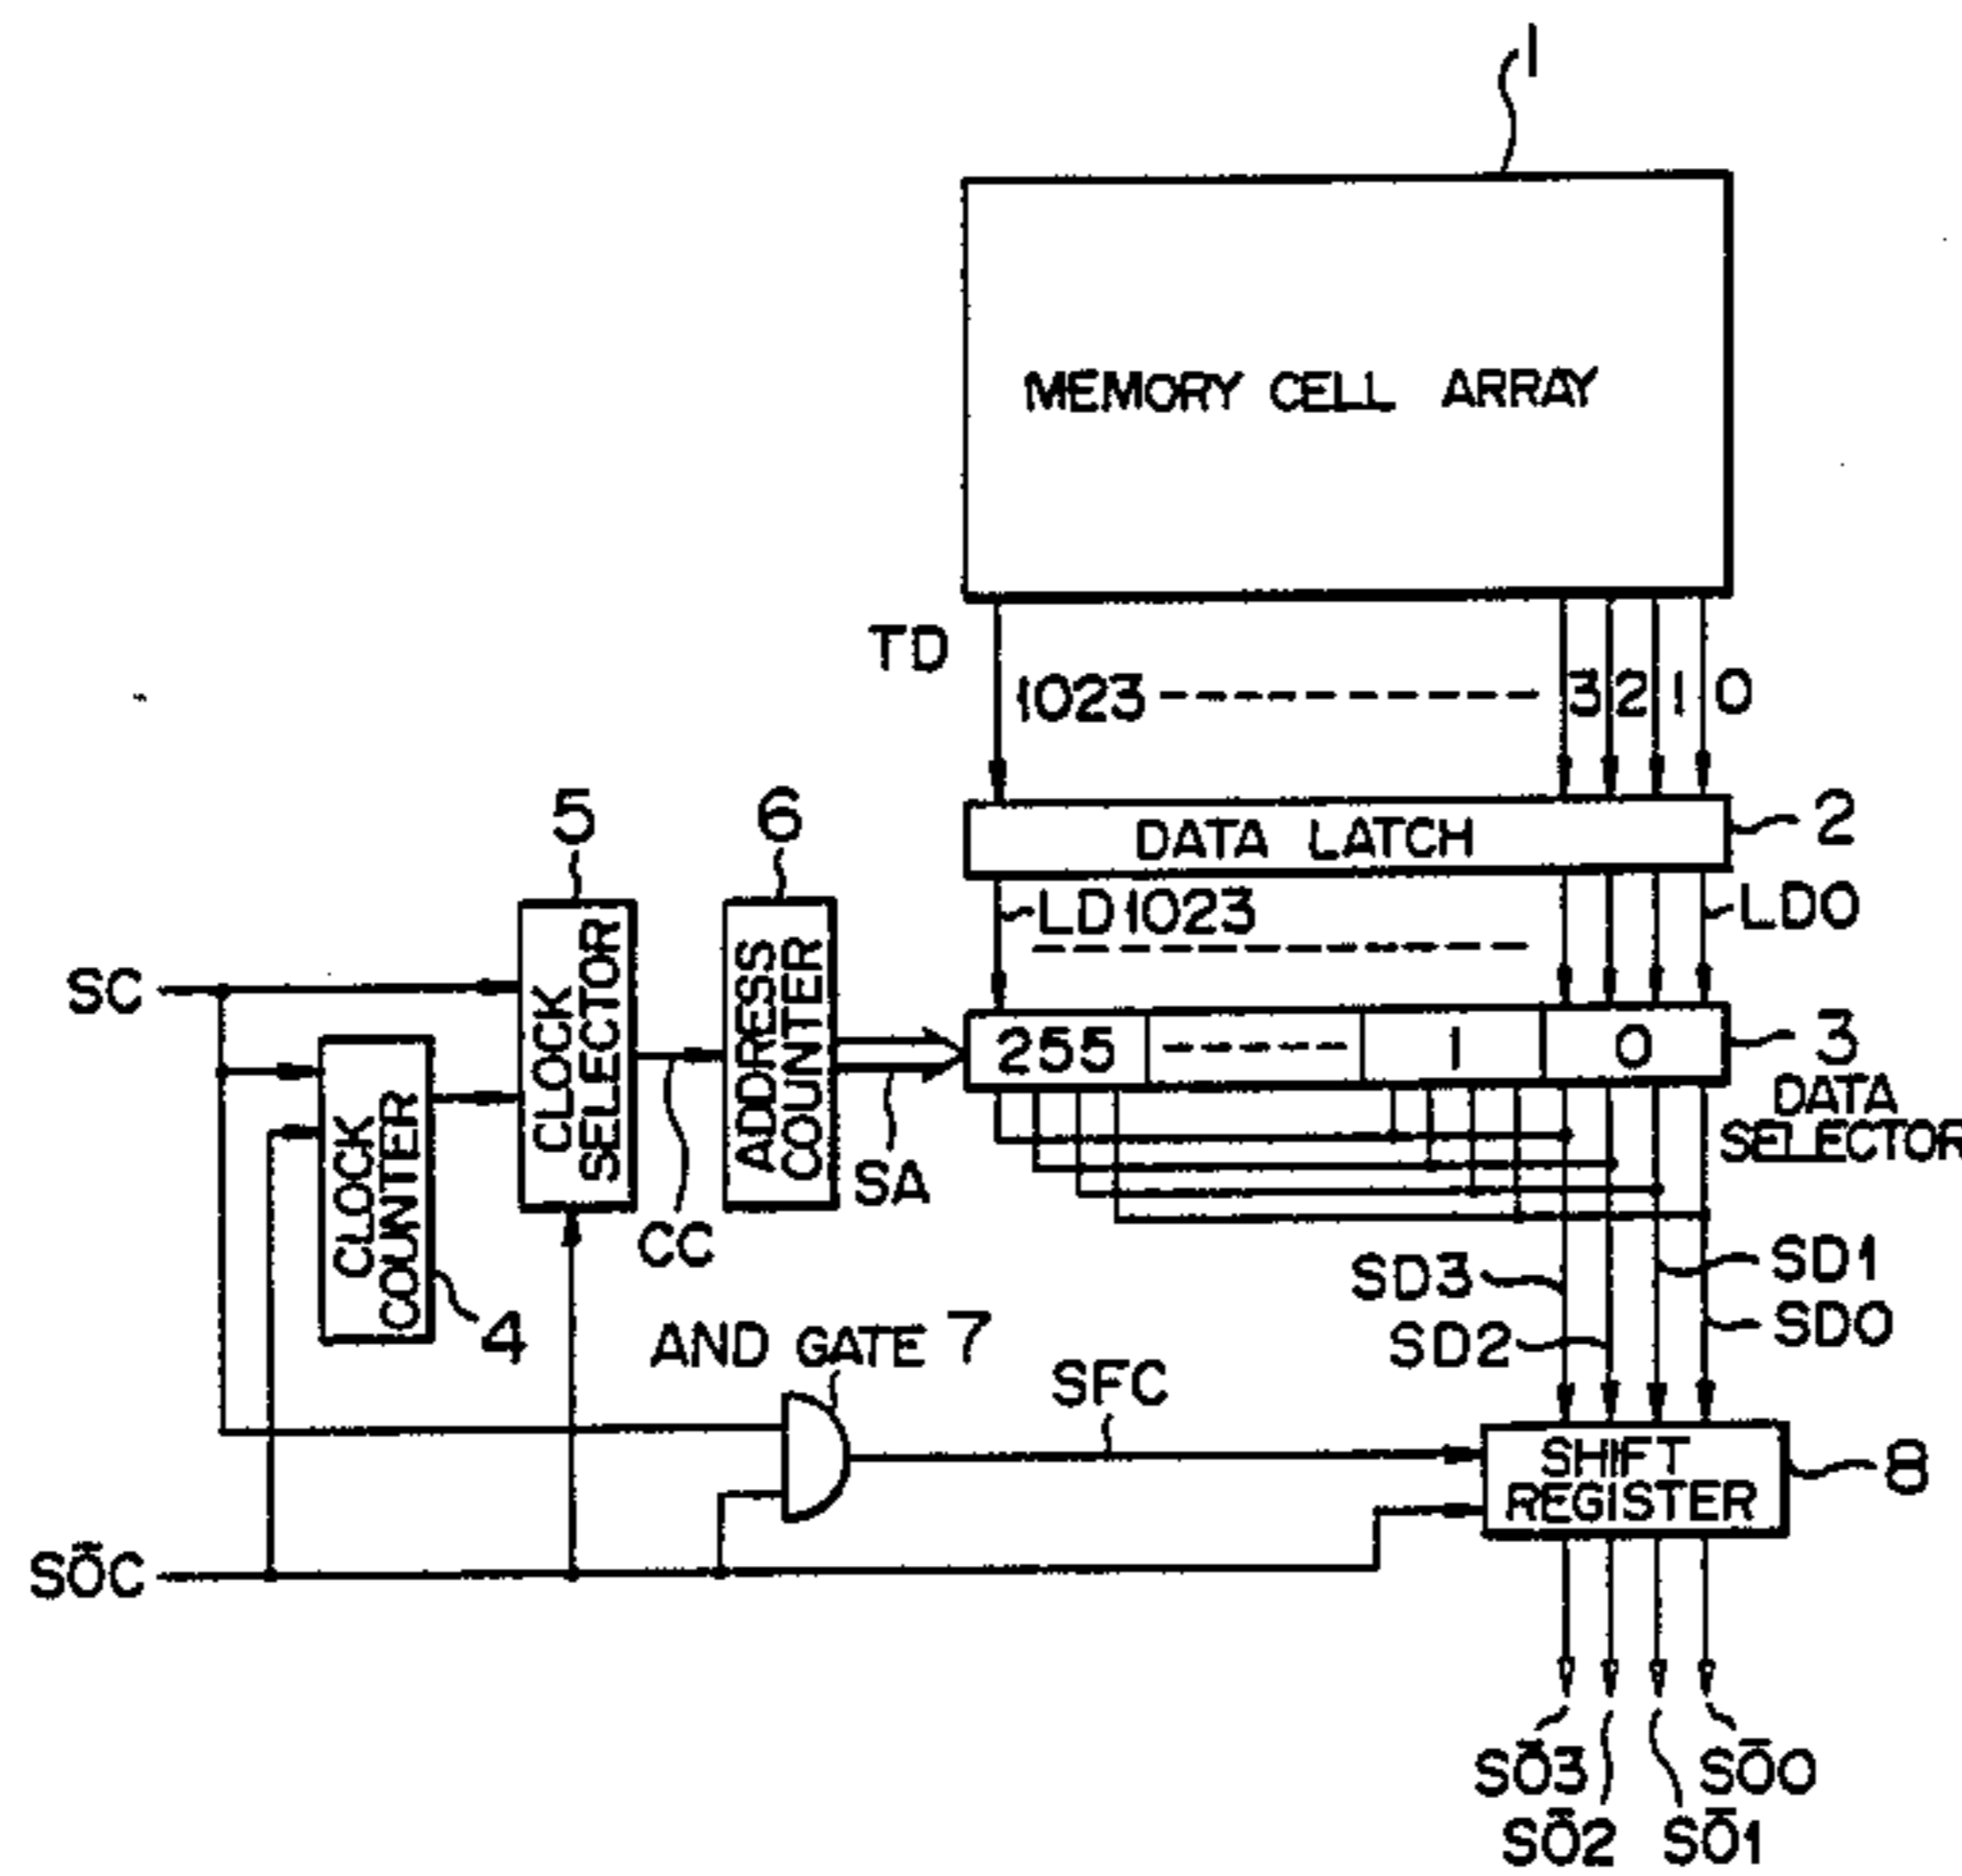 1
MEMORY CELL ARRAY
TD
1023 3 2 1 0
DATA LATCH
2
LD1023
LD0
5
6
SC
CLOCK COUNTER
4
CLOCK SELECTOR
CC
ADDRESS COUNTER
SA
255 1 0
3
DATA
SELECTOR
SD3
SD1
SD2
SD0
AND GATE 7
SFC
SHIFT
REGISTER
8
SŌC
SŌ3
SŌ0
SŌ2
SŌ1